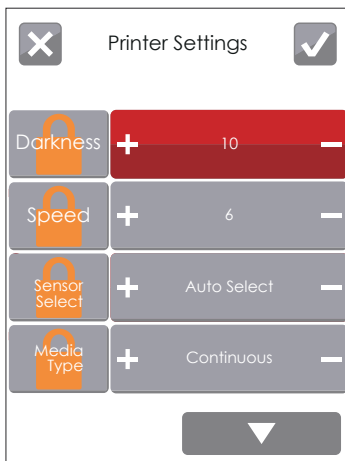 Printer Settings
Darkness
10
Speed
6
Sensor
Select
Auto Select
Media
Type
Continuous